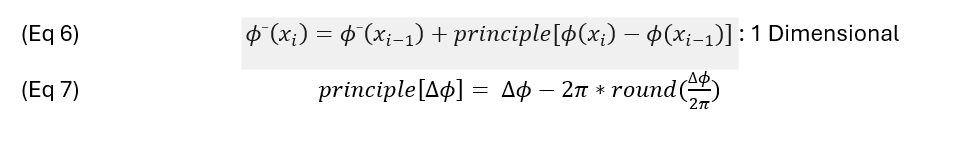 (Eq 6) ϕ⁻(xᵢ) = ϕ⁻(xᵢ₋₁) + principle[ϕ(xᵢ) − ϕ(xᵢ₋₁)] : 1 Dimensional
(Eq 7) principle[Δϕ] = Δϕ − 2π ∗ round(Δϕ/2π)